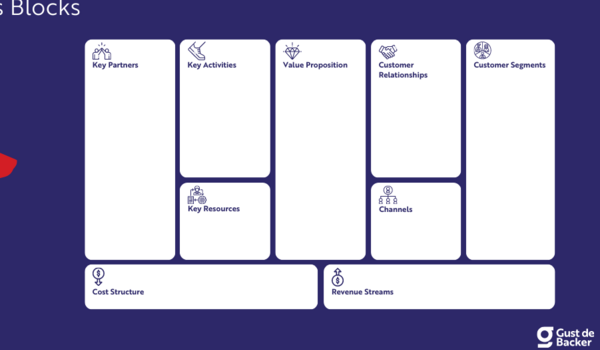 s Blocks
Key Partners
Key Activities
Value Proposition
Customer
Relationships
Customer Segments
Key Resources
Channels
Cost Structure
Revenue Streams
Gust de
Backer